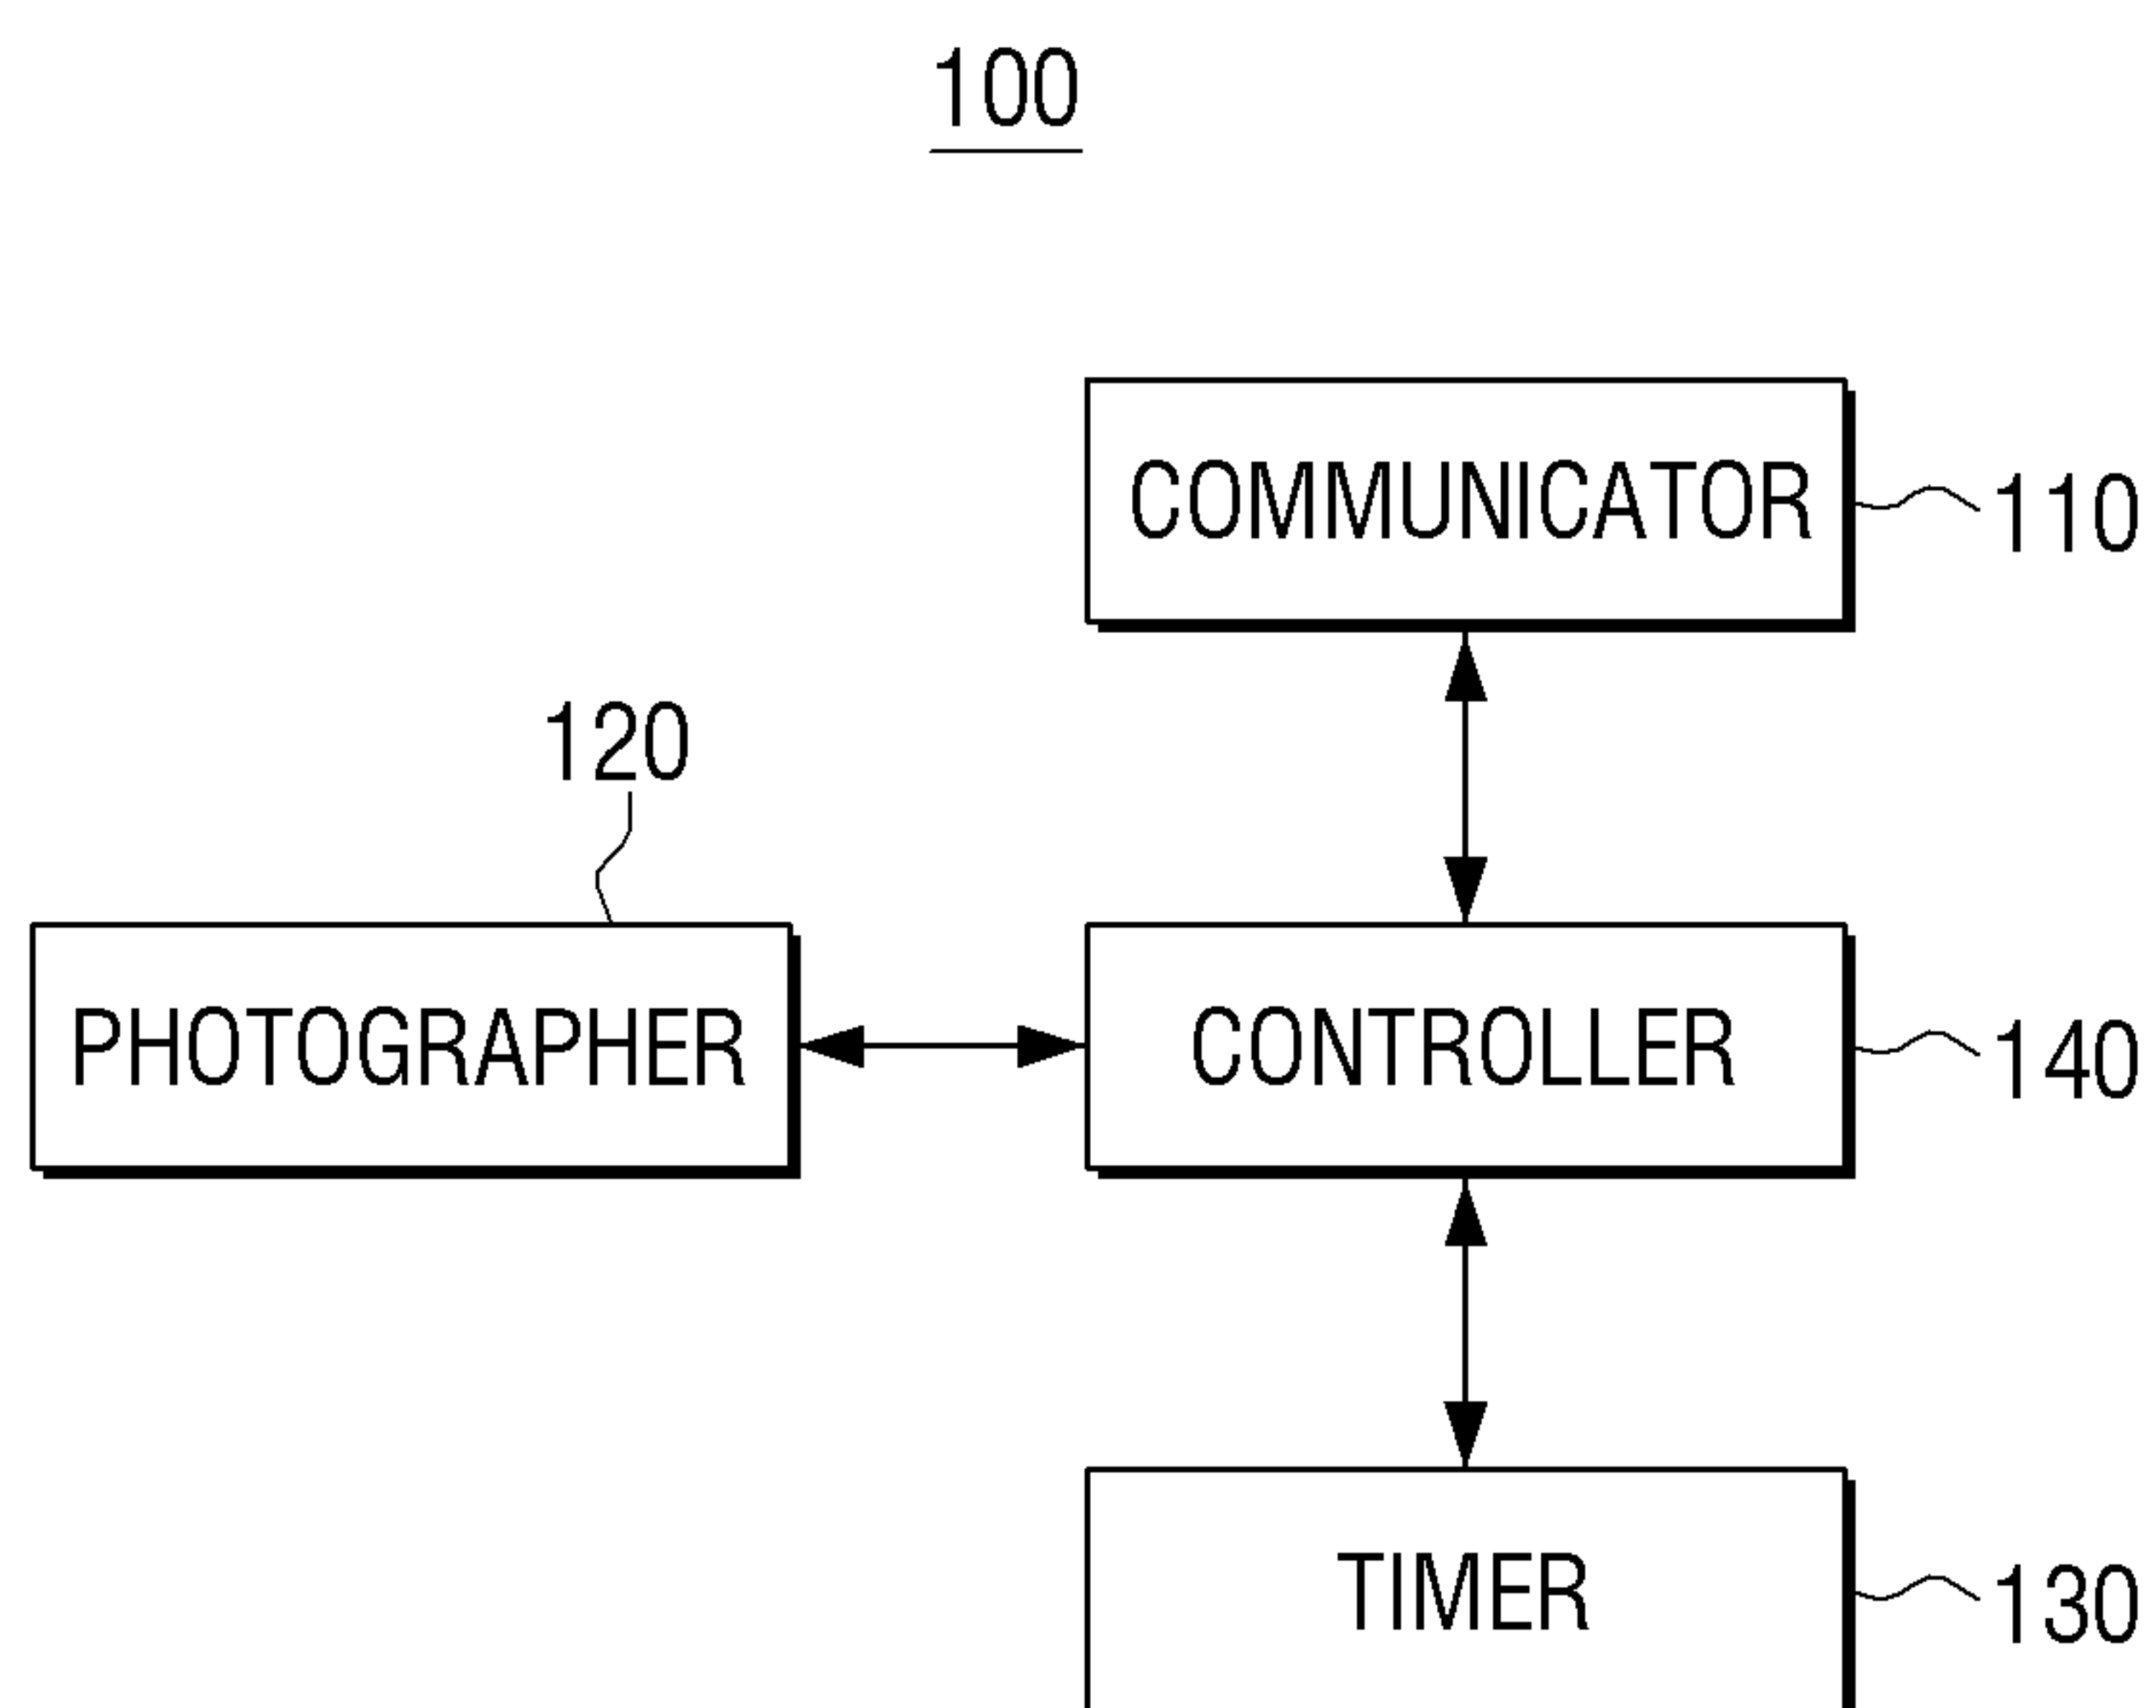 100
COMMUNICATOR 110
120
PHOTOGRAPHER CONTROLLER 140
TIMER 130